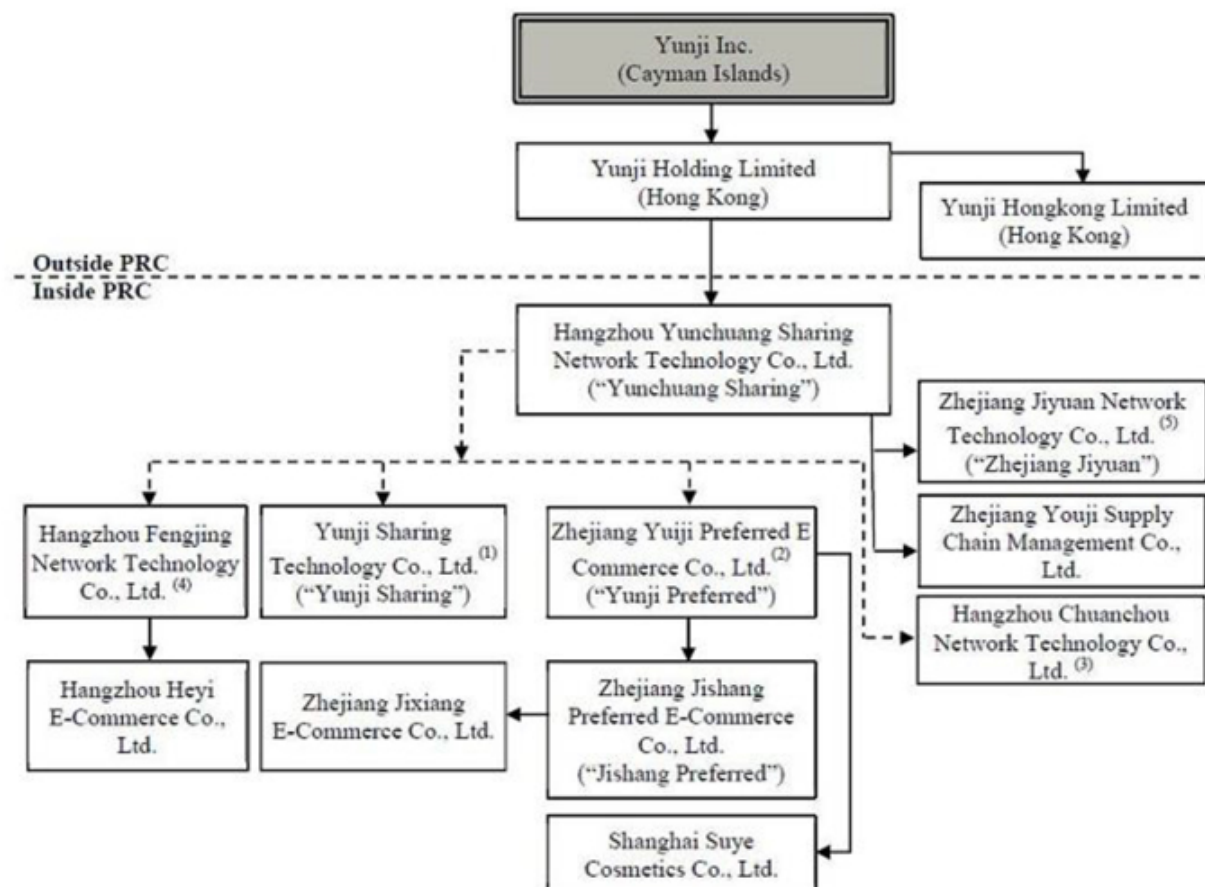 Yunji Inc.
(Cayman Islands)
Yunji Holding Limited
(Hong Kong)
Yunji Hongkong Limited
(Hong Kong)
Outside PRC
Inside PRC
Hangzhou Yunchuang Sharing
Network Technology Co., Ltd.
(“Yunchuang Sharing”)
Zhejiang Jiyuan Network
Technology Co., Ltd. (5)
(“Zhejiang Jiyuan”)
Zhejiang Youji Supply
Chain Management Co.,
Ltd.
Hangzhou Chuanchou
Network Technology Co.,
Ltd. (3)
Hangzhou Fengjing
Network Technology
Co., Ltd. (4)
Yunji Sharing
Technology Co., Ltd. (1)
(“Yunji Sharing”)
Zhejiang Yuiji Preferred E
Commerce Co., Ltd. (2)
(“Yunji Preferred”)
Hangzhou Heyi
E-Commerce Co.,
Ltd.
Zhejiang Jixiang
E-Commerce Co., Ltd.
Zhejiang Jishang
Preferred E-Commerce
Co., Ltd.
(“Jishang Preferred”)
Shanghai Suye
Cosmetics Co., Ltd.